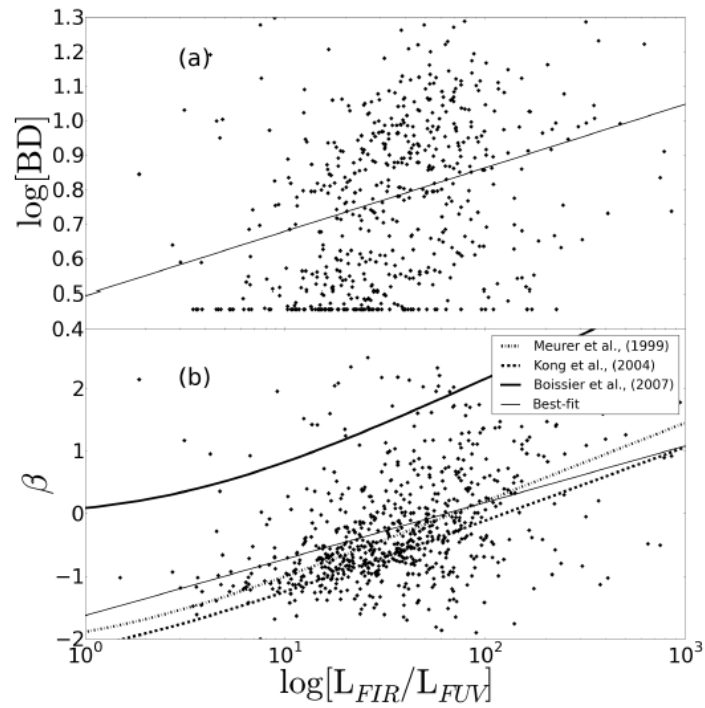 1.3
1.2
1.1
1.0
0.9
0.8
0.7
0.6
0.5
0.4
log[BD]
(a)
2
1
0
−1
−2
β
(b)
Meurer et al., (1999)
Kong et al., (2004)
Boissier et al., (2007)
Best-fit
10^0 10^1 10^2 10^3
log[L_FIR/L_FUV]